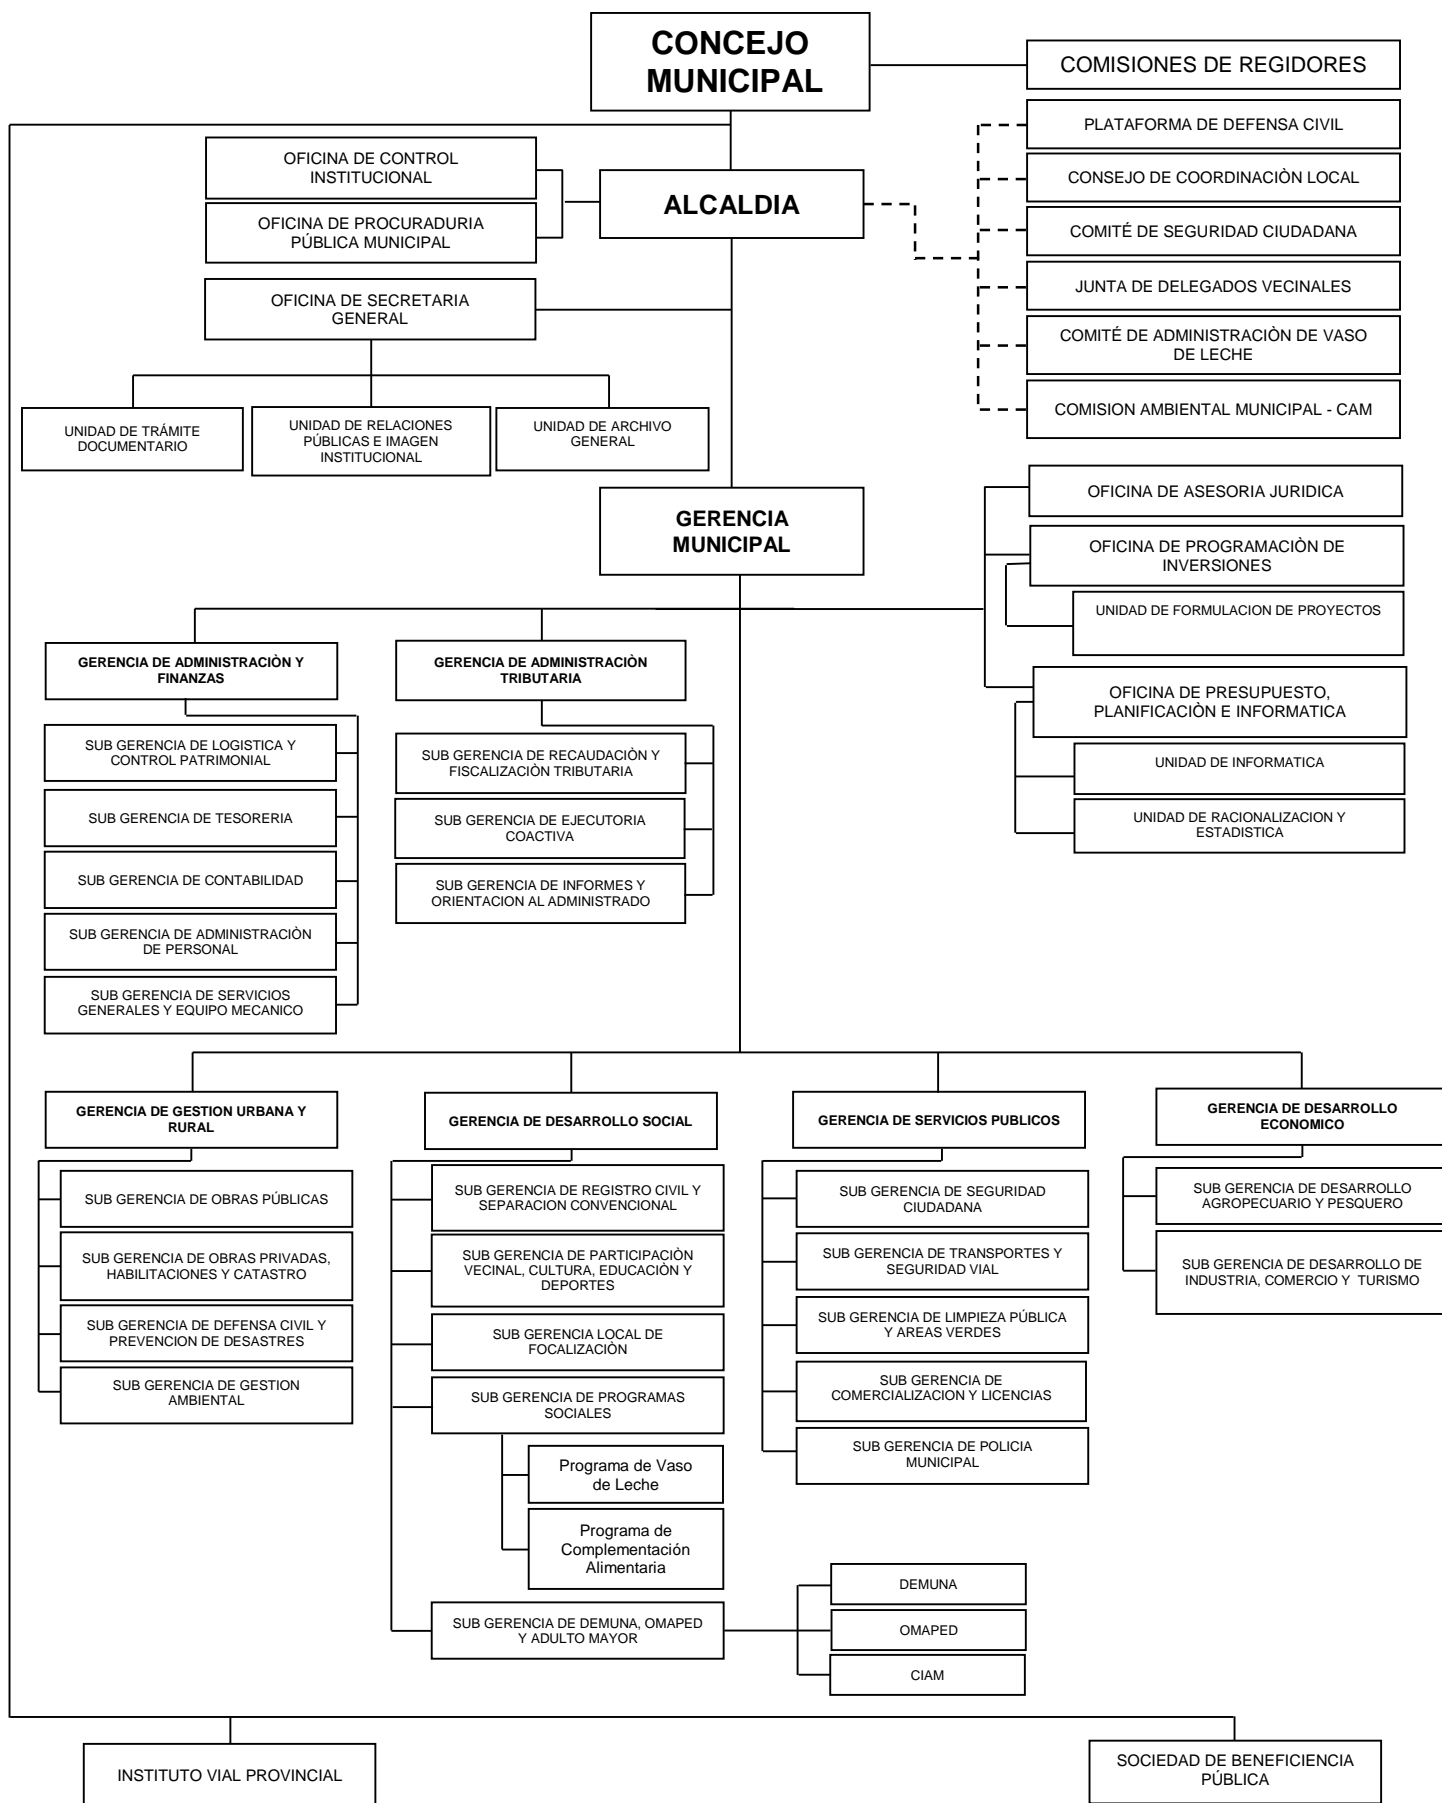 CONCEJO
MUNICIPAL
COMISIONES DE REGIDORES
PLATAFORMA DE DEFENSA CIVIL
OFICINA DE CONTROL
INSTITUCIONAL
CONSEJO DE COORDINACIÒN LOCAL
ALCALDIA
OFICINA DE PROCURADURIA
PÚBLICA MUNICIPAL
COMITÉ DE SEGURIDAD CIUDADANA
JUNTA DE DELEGADOS VECINALES
OFICINA DE SECRETARIA
GENERAL
COMITÉ DE ADMINISTRACIÒN DE VASO
DE LECHE
COMISION AMBIENTAL MUNICIPAL - CAM
UNIDAD DE TRÁMITE
DOCUMENTARIO
UNIDAD DE RELACIONES
PÚBLICAS E IMAGEN
INSTITUCIONAL
UNIDAD DE ARCHIVO
GENERAL
OFICINA DE ASESORIA JURIDICA
GERENCIA
MUNICIPAL
OFICINA DE PROGRAMACIÒN DE
INVERSIONES
UNIDAD DE FORMULACION DE PROYECTOS
GERENCIA DE ADMINISTRACIÒN Y
FINANZAS
GERENCIA DE ADMINISTRACIÒN
TRIBUTARIA
OFICINA DE PRESUPUESTO,
PLANIFICACIÒN E INFORMATICA
SUB GERENCIA DE LOGISTICA Y
CONTROL PATRIMONIAL
SUB GERENCIA DE RECAUDACIÒN Y
FISCALIZACIÒN TRIBUTARIA
UNIDAD DE INFORMATICA
SUB GERENCIA DE TESORERIA
SUB GERENCIA DE EJECUTORIA
COACTIVA
UNIDAD DE RACIONALIZACION Y
ESTADISTICA
SUB GERENCIA DE CONTABILIDAD
SUB GERENCIA DE INFORMES Y
ORIENTACION AL ADMINISTRADO
SUB GERENCIA DE ADMINISTRACIÒN
DE PERSONAL
SUB GERENCIA DE SERVICIOS
GENERALES Y EQUIPO MECANICO
GERENCIA DE GESTION URBANA Y
RURAL
GERENCIA DE DESARROLLO SOCIAL
GERENCIA DE SERVICIOS PUBLICOS
GERENCIA DE DESARROLLO
ECONOMICO
SUB GERENCIA DE OBRAS PÚBLICAS
SUB GERENCIA DE REGISTRO CIVIL Y
SEPARACION CONVENCIONAL
SUB GERENCIA DE SEGURIDAD
CIUDADANA
SUB GERENCIA DE DESARROLLO
AGROPECUARIO Y PESQUERO
SUB GERENCIA DE OBRAS PRIVADAS,
HABILITACIONES Y CATASTRO
SUB GERENCIA DE PARTICIPACIÒN
VECINAL, CULTURA, EDUCACIÒN Y
DEPORTES
SUB GERENCIA DE TRANSPORTES Y
SEGURIDAD VIAL
SUB GERENCIA DE DESARROLLO DE
INDUSTRIA, COMERCIO Y TURISMO
SUB GERENCIA DE DEFENSA CIVIL Y
PREVENCION DE DESASTRES
SUB GERENCIA LOCAL DE
FOCALIZACIÒN
SUB GERENCIA DE LIMPIEZA PÚBLICA
Y AREAS VERDES
SUB GERENCIA DE GESTION
AMBIENTAL
SUB GERENCIA DE PROGRAMAS
SOCIALES
SUB GERENCIA DE
COMERCIALIZACION Y LICENCIAS
SUB GERENCIA DE POLICIA
MUNICIPAL
Programa de Vaso
de Leche
Programa de
Complementación
Alimentaria
SUB GERENCIA DE DEMUNA, OMAPED
Y ADULTO MAYOR
DEMUNA
OMAPED
CIAM
INSTITUTO VIAL PROVINCIAL
SOCIEDAD DE BENEFICIENCIA
PÚBLICA